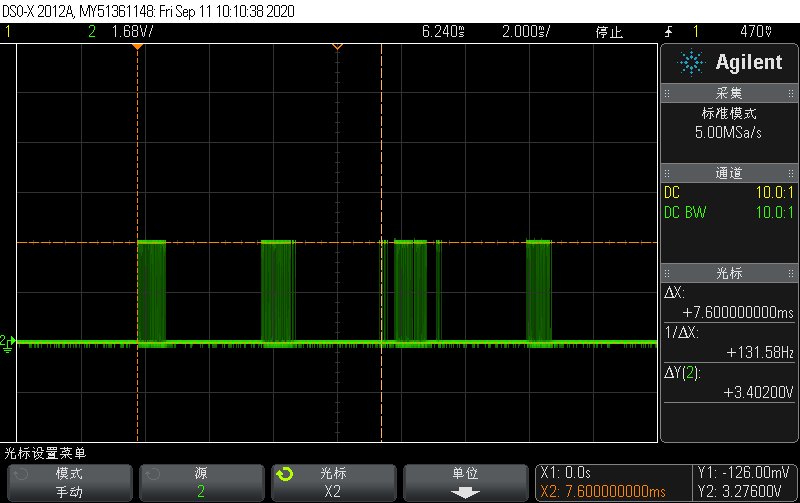 DSO-X 2012A, MY51361148: Fri Sep 11 10:10:38 2020
1 2 1.68V/ 6.240s 2.000s/ 停止 1 470mV
Agilent
采集
标准模式
5.00MSa/s
通道
DC 10.0:1
DC BW 10.0:1
光标
ΔX:
+7.600000000ms
1/ΔX:
+131.58Hz
ΔY(2):
+3.40200V
2
光标设置菜单
模式
手动
源
2
光标
X2
单位
X1: 0.0s
X2: 7.600000000ms
Y1: -126.00mV
Y2: 3.27600V